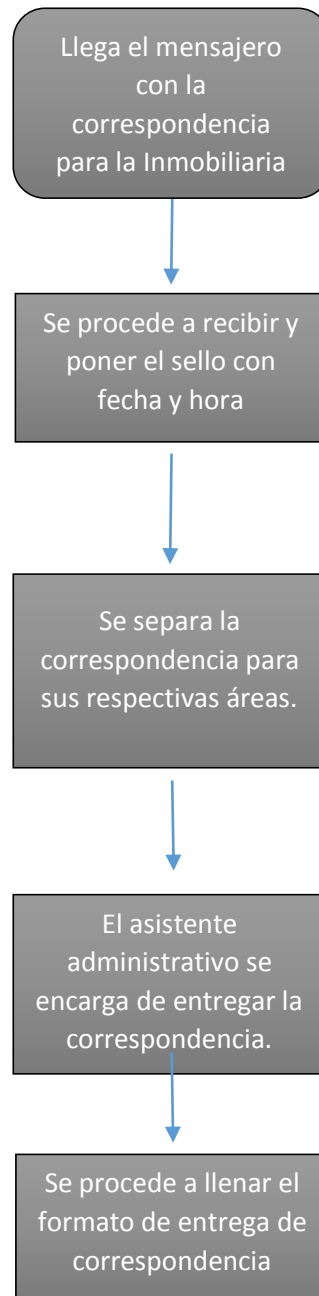 Llega el mensajero
con la
correspondencia
para la Inmobiliaria
Se procede a recibir y
poner el sello con
fecha y hora
Se separa la
correspondencia para
sus respectivas áreas.
El asistente
administrativo se
encarga de entregar la
correspondencia.
Se procede a llenar el
formato de entrega de
correspondencia